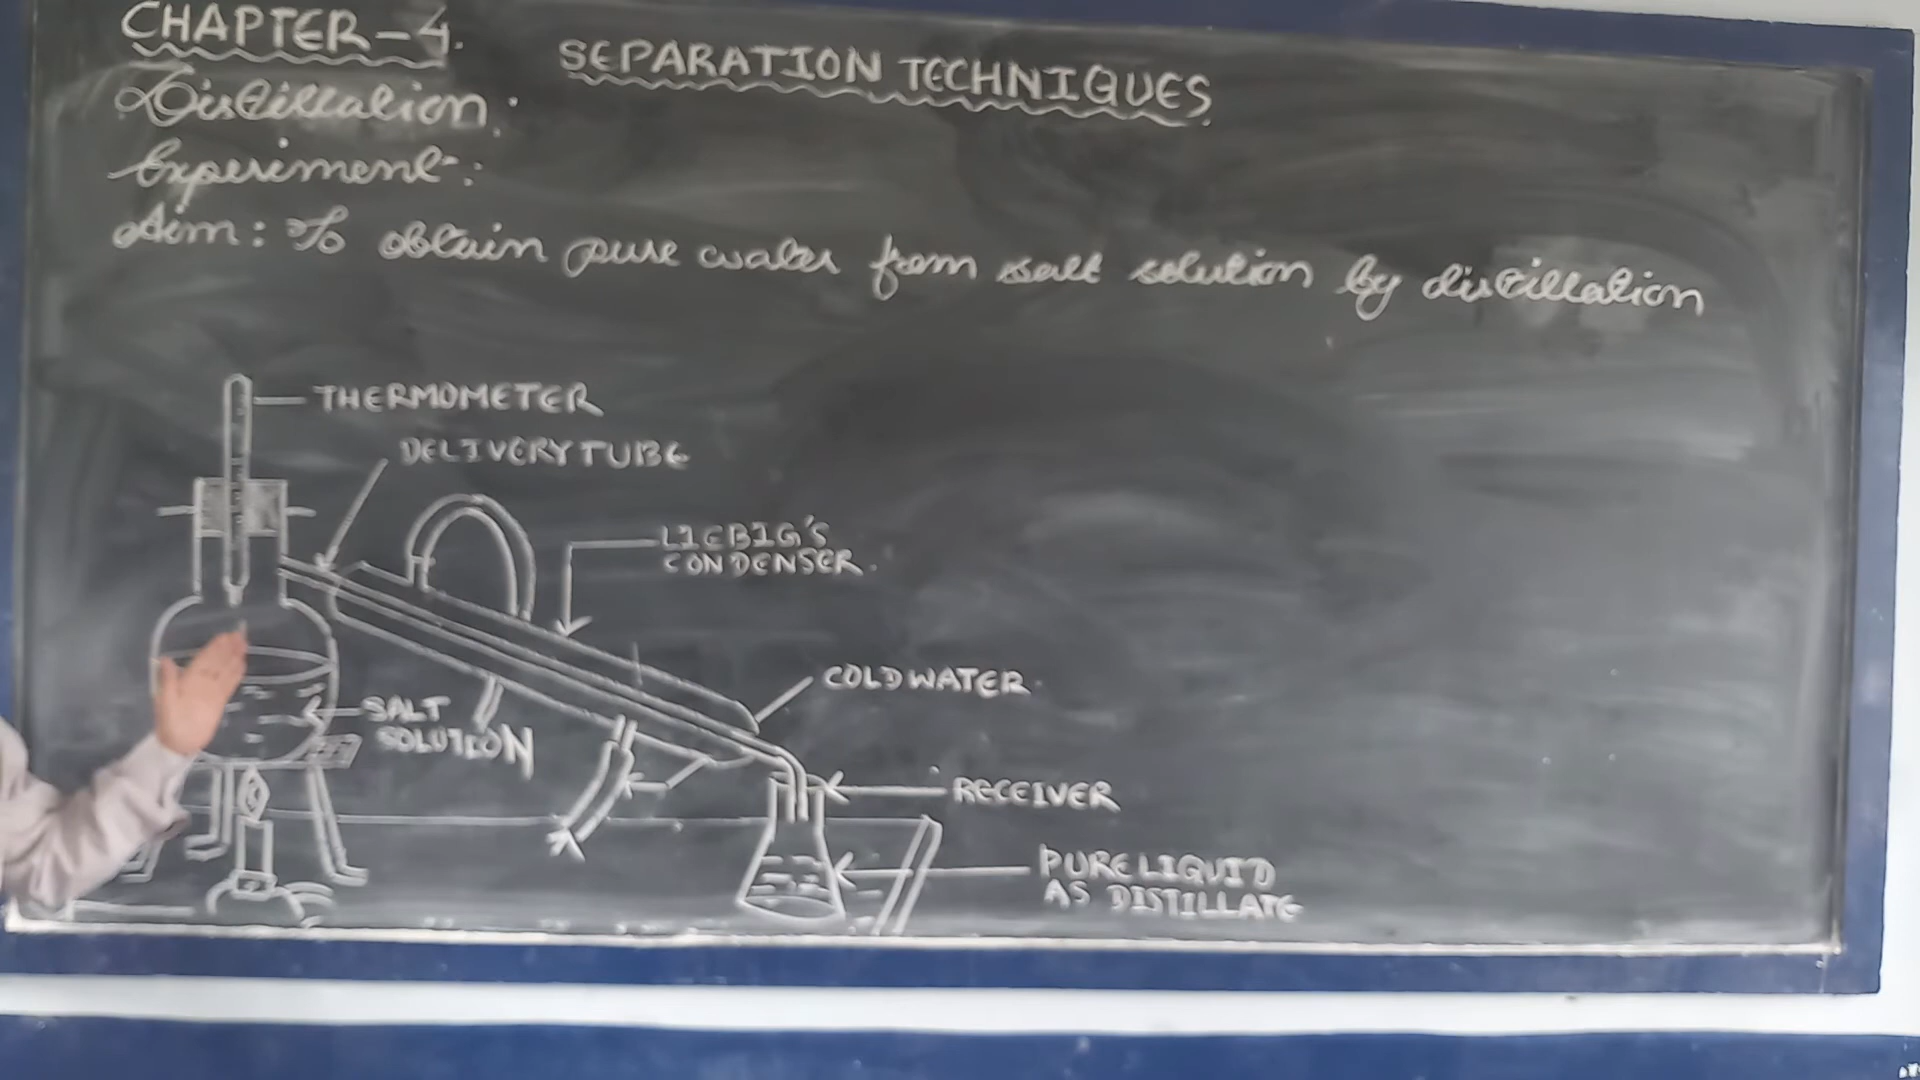 CHAPTER-4.
SEPARATION TECHNIQUES.
Distillation:
Experiment:
Aim: To obtain pure water from salt solution by distillation
THERMOMETER
DELIVERY TUBE
LIEBIG'S
CONDENSER.
COLD WATER
SALT
SOLUTION
RECEIVER
PURE LIQUID
AS DISTILLATE